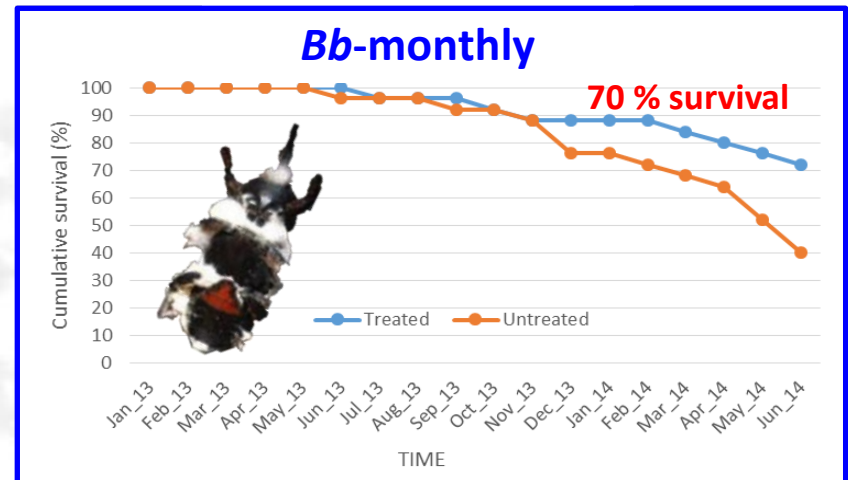 Bb-monthly
70 % survival
100
90
80
70
60
50
40
30
20
10
0
Cumulative survival (%)
Treated
Untreated
Jan_13
Feb_13
Mar_13
Apr_13
May_13
Jun_13
Jul_13
Aug_13
Sep_13
Oct_13
Nov_13
Dec_13
Jan_14
Feb_14
Mar_14
Apr_14
May_14
Jun_14
TIME